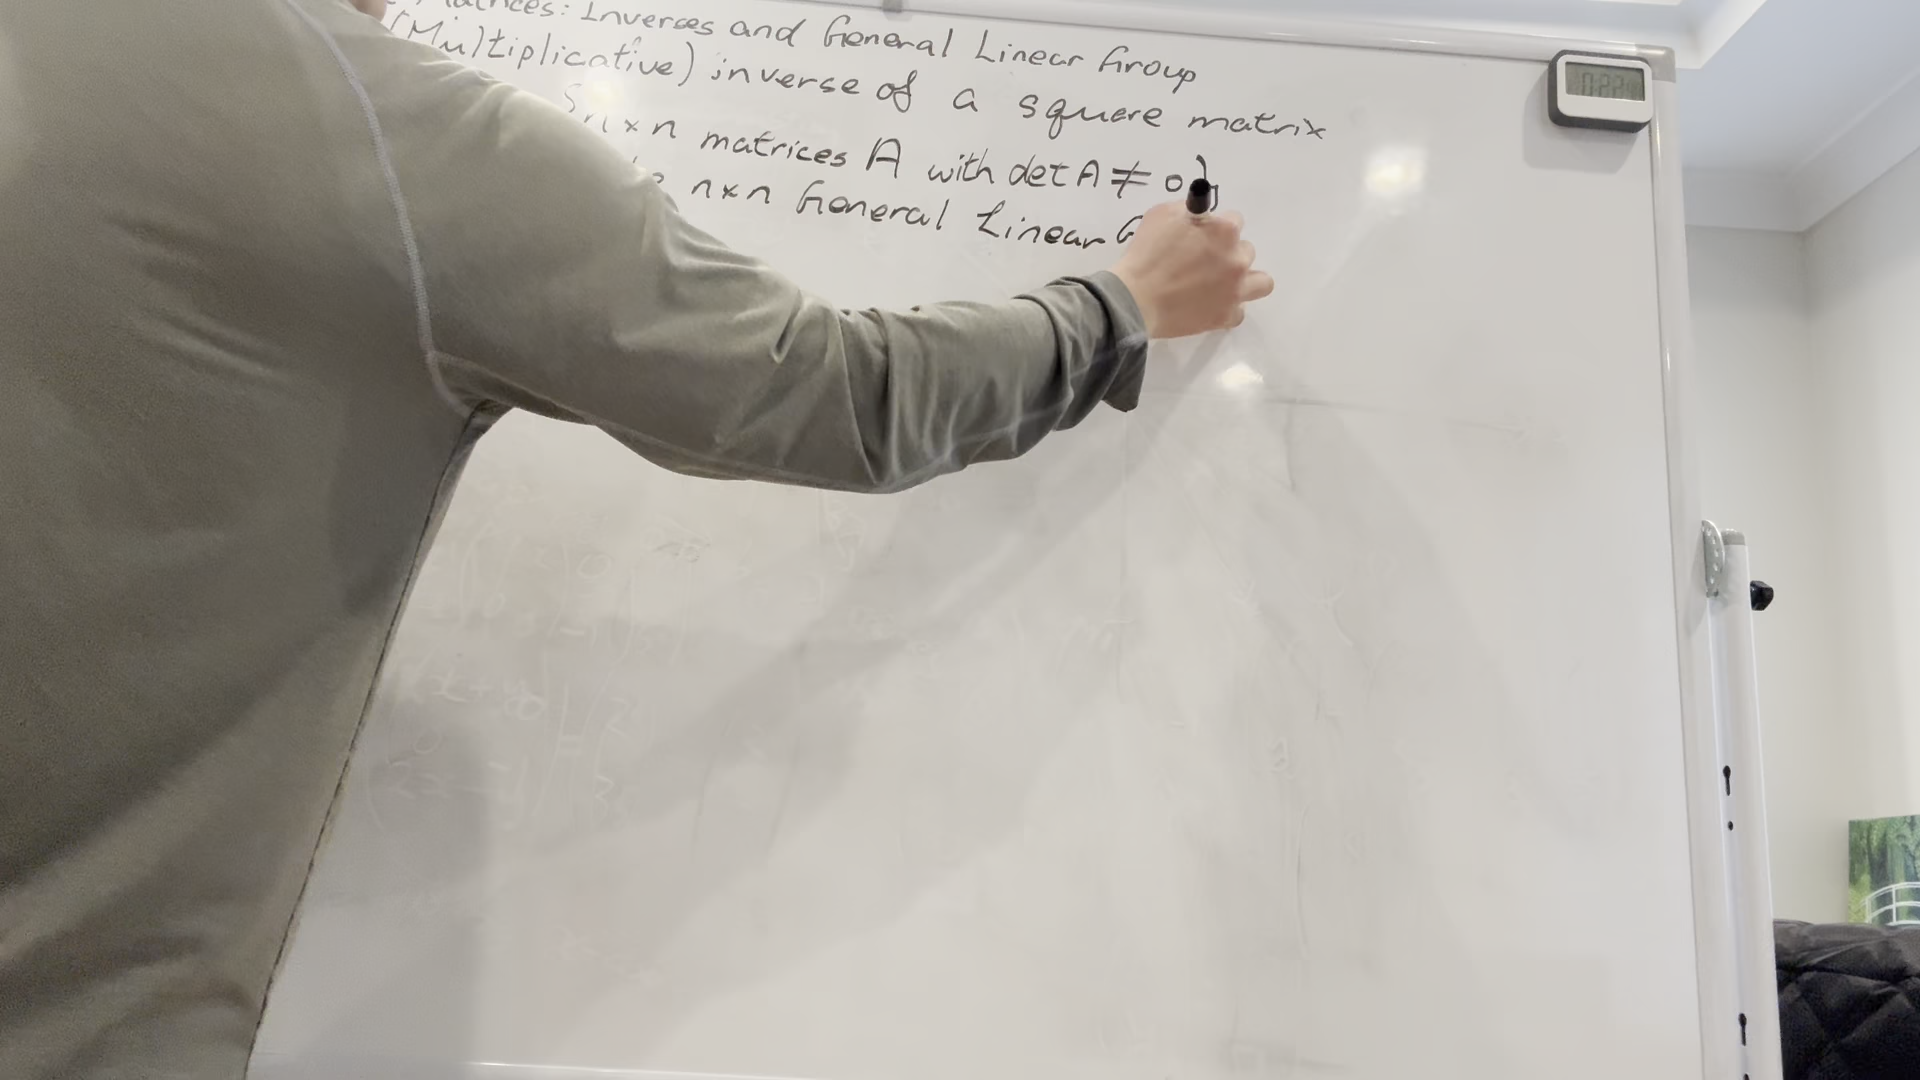 Matrices: Inverses and General Linear Group
(Multiplicative) inverse of a square matrix
n×n matrices A with det A ≠ 0}
n×n General Linear G